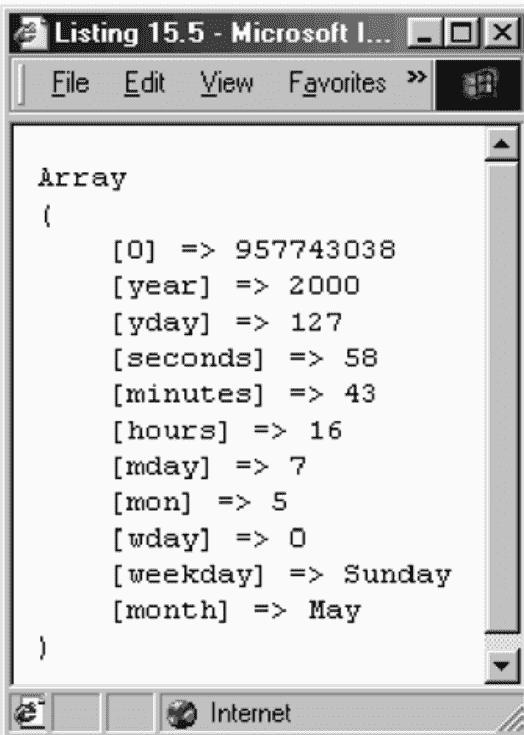 Listing 15.5 - Microsoft I...
File Edit View Favorites »
Array
(
[0] => 957743038
[year] => 2000
[yday] => 127
[seconds] => 58
[minutes] => 43
[hours] => 16
[mday] => 7
[mon] => 5
[wday] => 0
[weekday] => Sunday
[month] => May
)
Internet